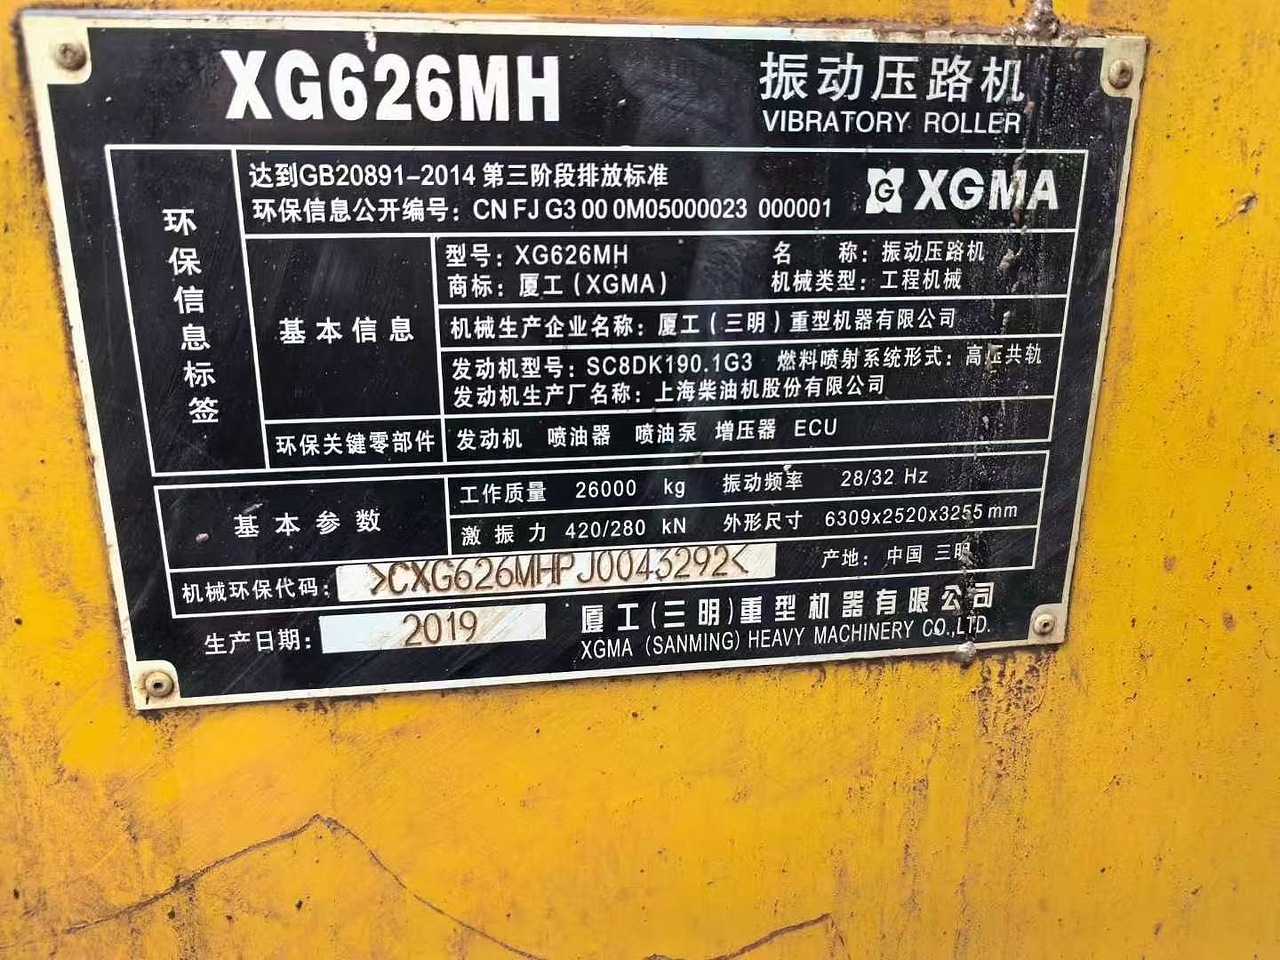 XG626MH
振动压路机
VIBRATORY ROLLER
环保信息标签
达到GB20891-2014 第三阶段排放标准
环保信息公开编号：CN FJ G3 00 0M05000023 000001
G XGMA
基本信息
型号：XG626MH 名 称：振动压路机
商标：厦工（XGMA） 机械类型：工程机械
机械生产企业名称：厦工（三明）重型机器有限公司
发动机型号：SC8DK190.1G3 燃料喷射系统形式：高压共轨
发动机生产厂名称：上海柴油机股份有限公司
环保关键零部件 发动机 喷油器 喷油泵 增压器 ECU
基本参数
工作质量 26000 kg 振动频率 28/32 Hz
激振力 420/280 kN 外形尺寸 6309x2520x3255mm
机械环保代码：>CXG626MHPJ0043292< 产地：中国 三明
生产日期：2019
厦工（三明）重型机器有限公司
XGMA (SANMING) HEAVY MACHINERY CO.,LTD.